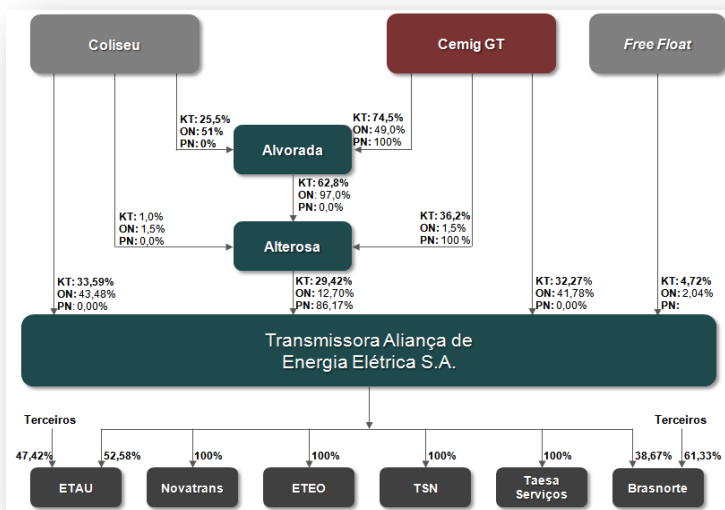 Coliseu
Cemig GT
Free Float
KT: 25,5%
ON: 51%
PN: 0%
KT: 74,5%
ON: 49,0%
PN: 100%
Alvorada
KT: 62,8%
ON: 97,0%
PN: 0,0%
KT: 1,0%
ON: 1,5%
PN: 0,0%
KT: 36,2%
ON: 1,5%
PN: 100 %
Alterosa
KT: 33,59%
ON: 43,48%
PN: 0,00%
KT: 29,42%
ON: 12,70%
PN: 86,17%
KT: 32,27%
ON: 41,78%
PN: 0,00%
KT: 4,72%
ON: 2,04%
PN:
Transmissora Aliança de
Energia Elétrica S.A.
Terceiros
Terceiros
47,42%
52,58%
100%
100%
100%
100%
38,67%
61,33%
ETAU
Novatrans
ETEO
TSN
Taesa
Serviços
Brasnorte